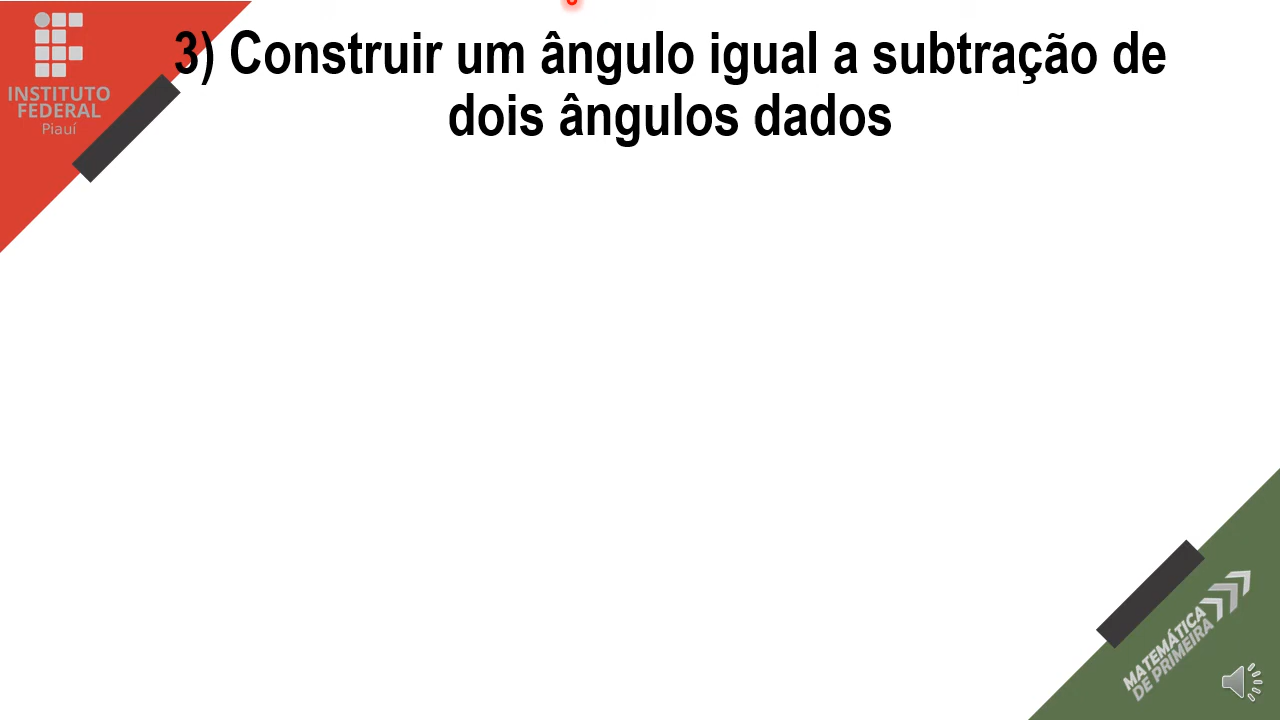 3) Construir um ângulo igual a subtração de
dois ângulos dados
INSTITUTO
FEDERAL
Piauí
MATEMÁTICA
DE PRIMEIRA